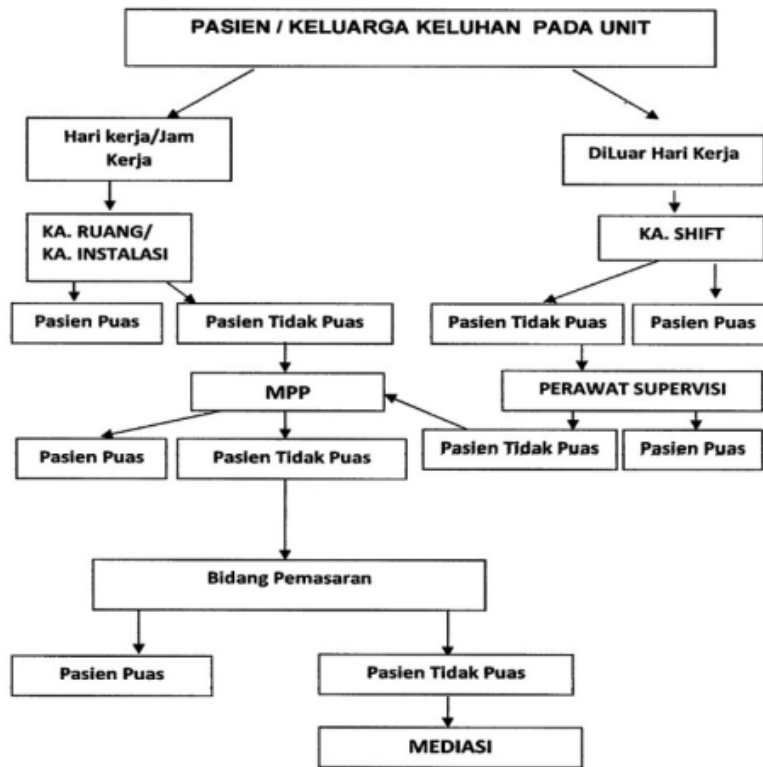 PASIEN / KELUARGA KELUHAN PADA UNIT
Hari kerja/Jam
Kerja
DiLuar Hari Kerja
KA. RUANG/
KA. INSTALASI
KA. SHIFT
Pasien Puas
Pasien Tidak Puas
Pasien Tidak Puas
Pasien Puas
MPP
PERAWAT SUPERVISI
Pasien Puas
Pasien Tidak Puas
Pasien Tidak Puas
Pasien Puas
Bidang Pemasaran
Pasien Puas
Pasien Tidak Puas
MEDIASI